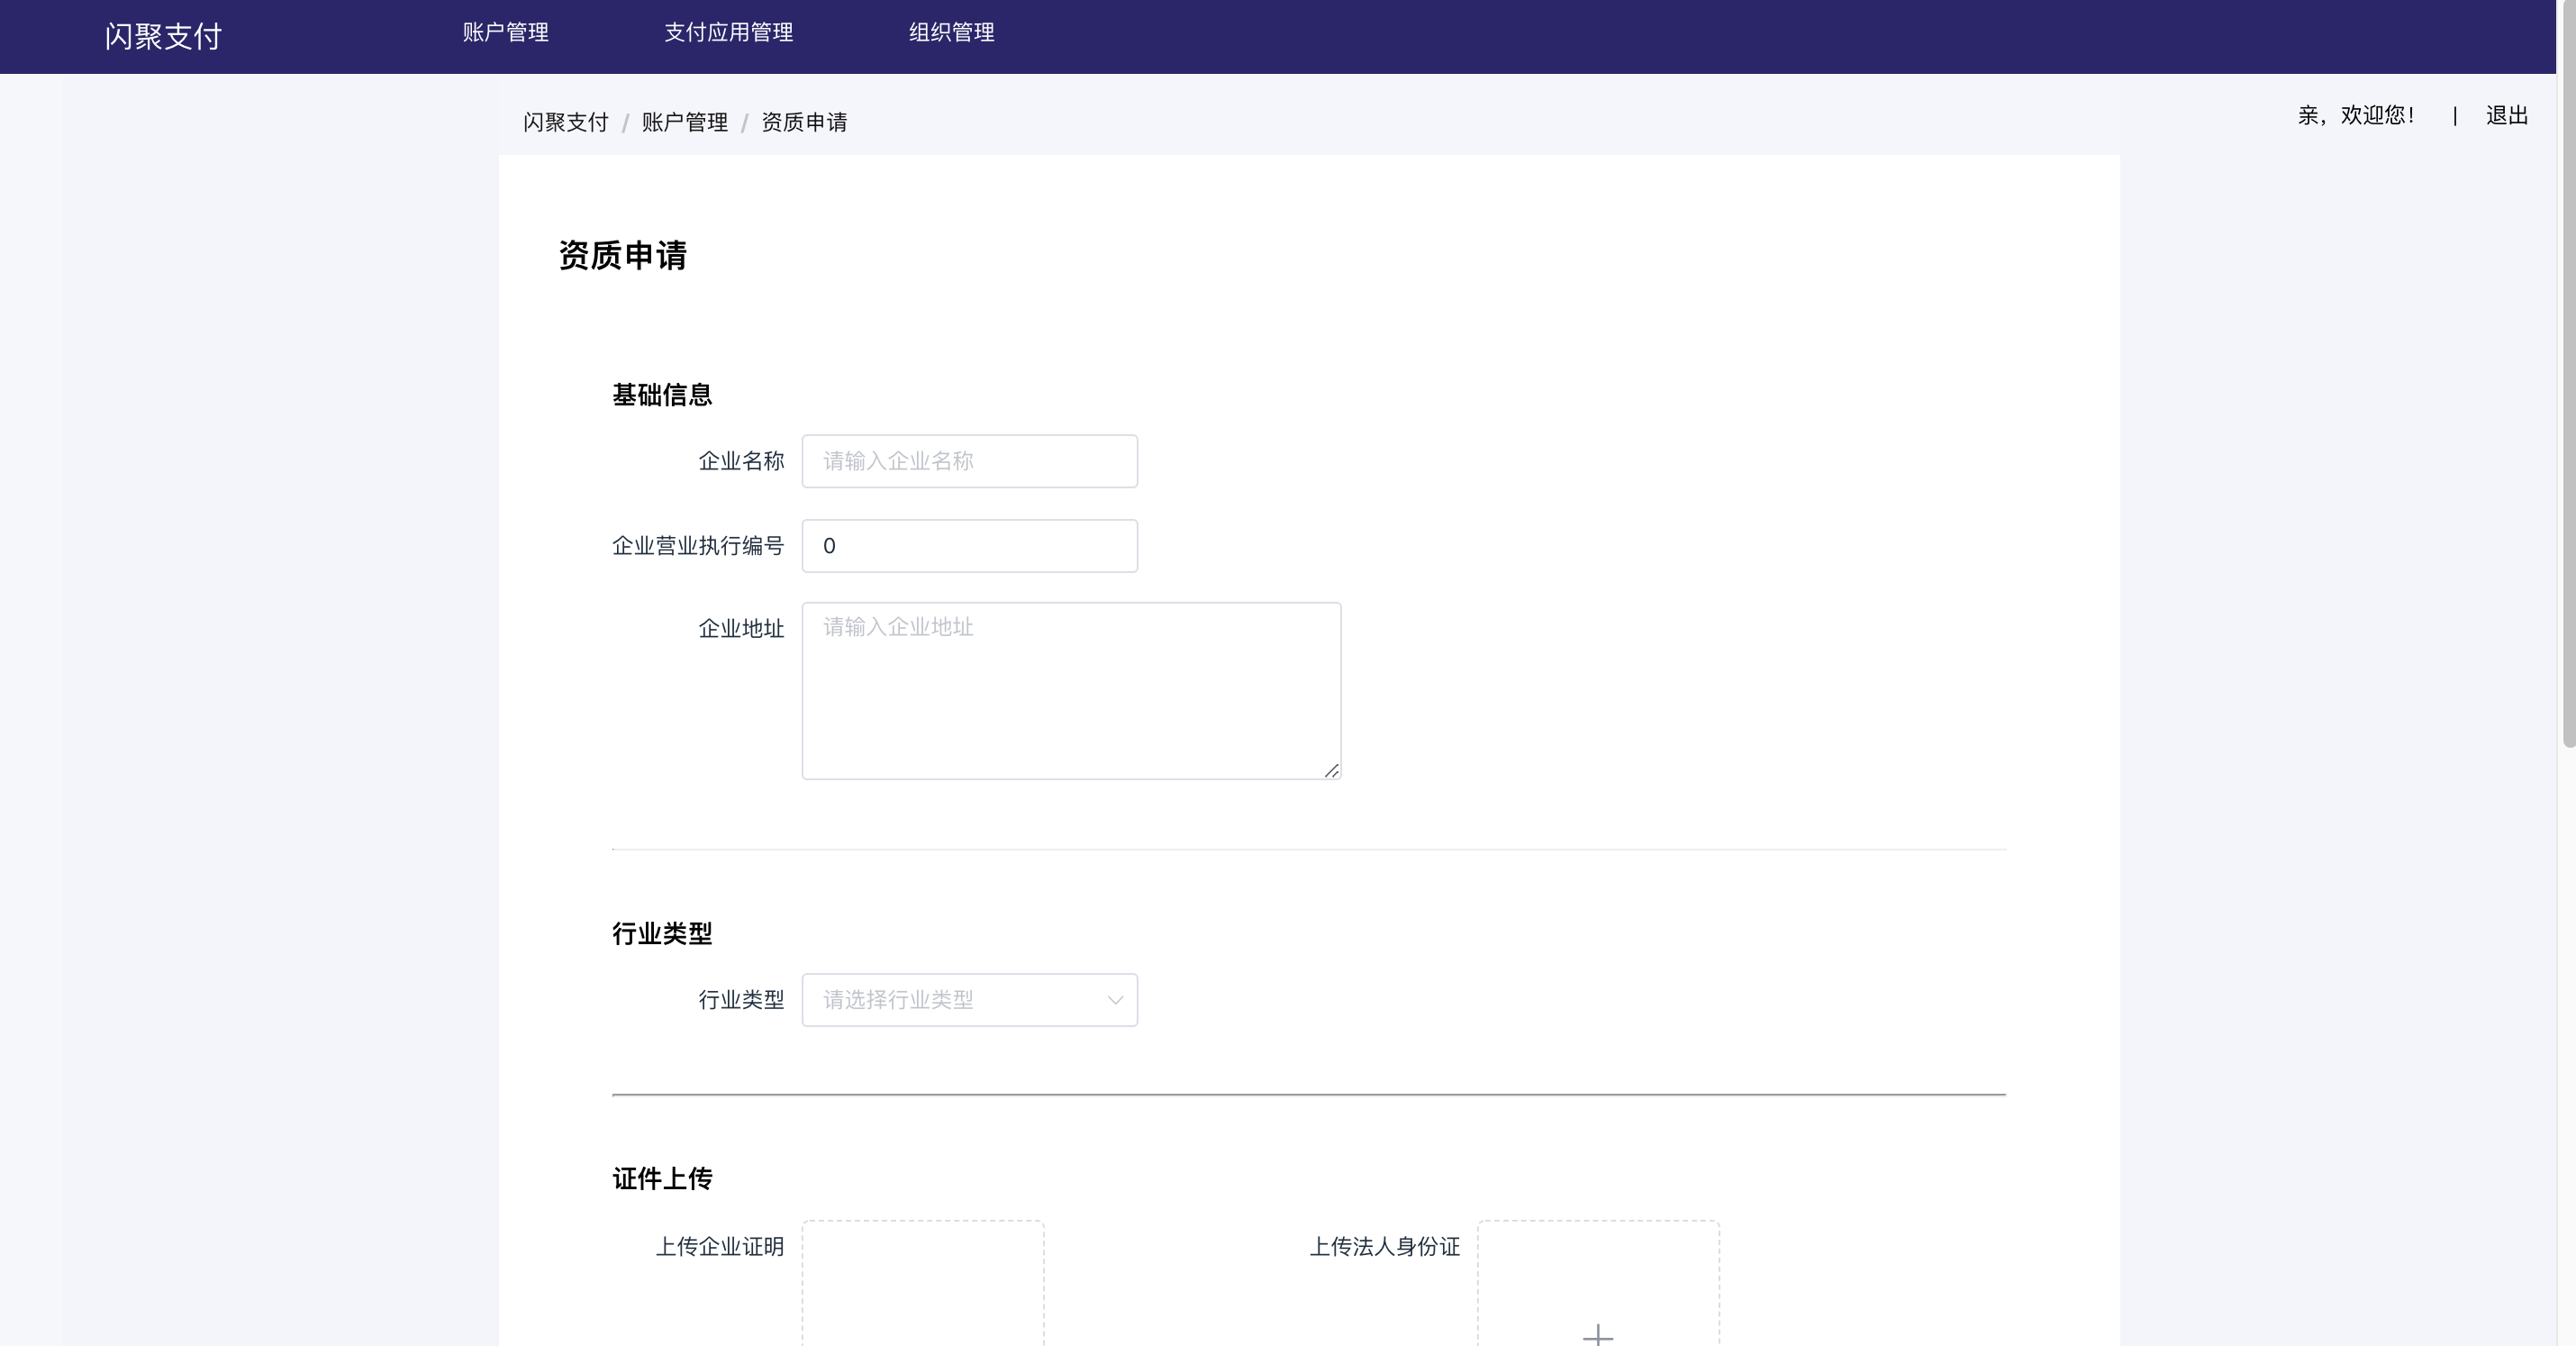 闪聚支付 账户管理 支付应用管理 组织管理
闪聚支付 / 账户管理 / 资质申请 亲，欢迎您！ | 退出
资质申请
基础信息
企业名称 请输入企业名称
企业营业执行编号 0
企业地址 请输入企业地址
行业类型
行业类型 请选择行业类型
证件上传
上传企业证明 上传法人身份证